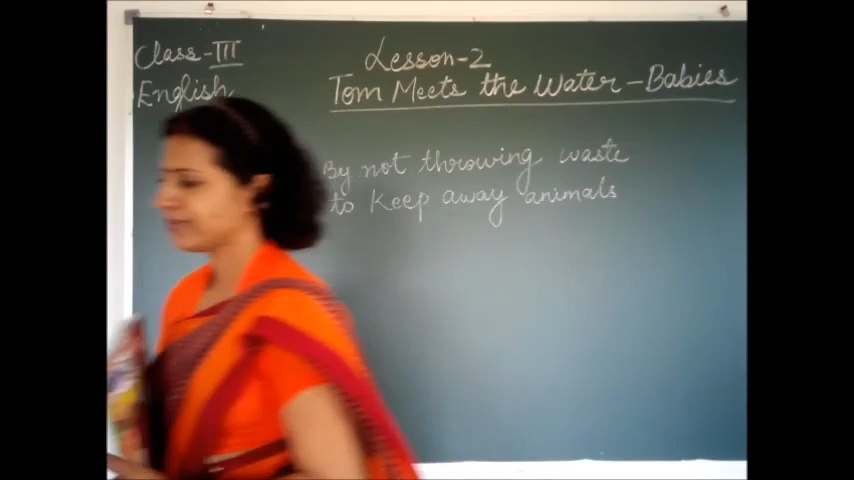 Class-III
English
Lesson-2
Tom Meets the Water-Babies
By not throwing waste
to keep away animals